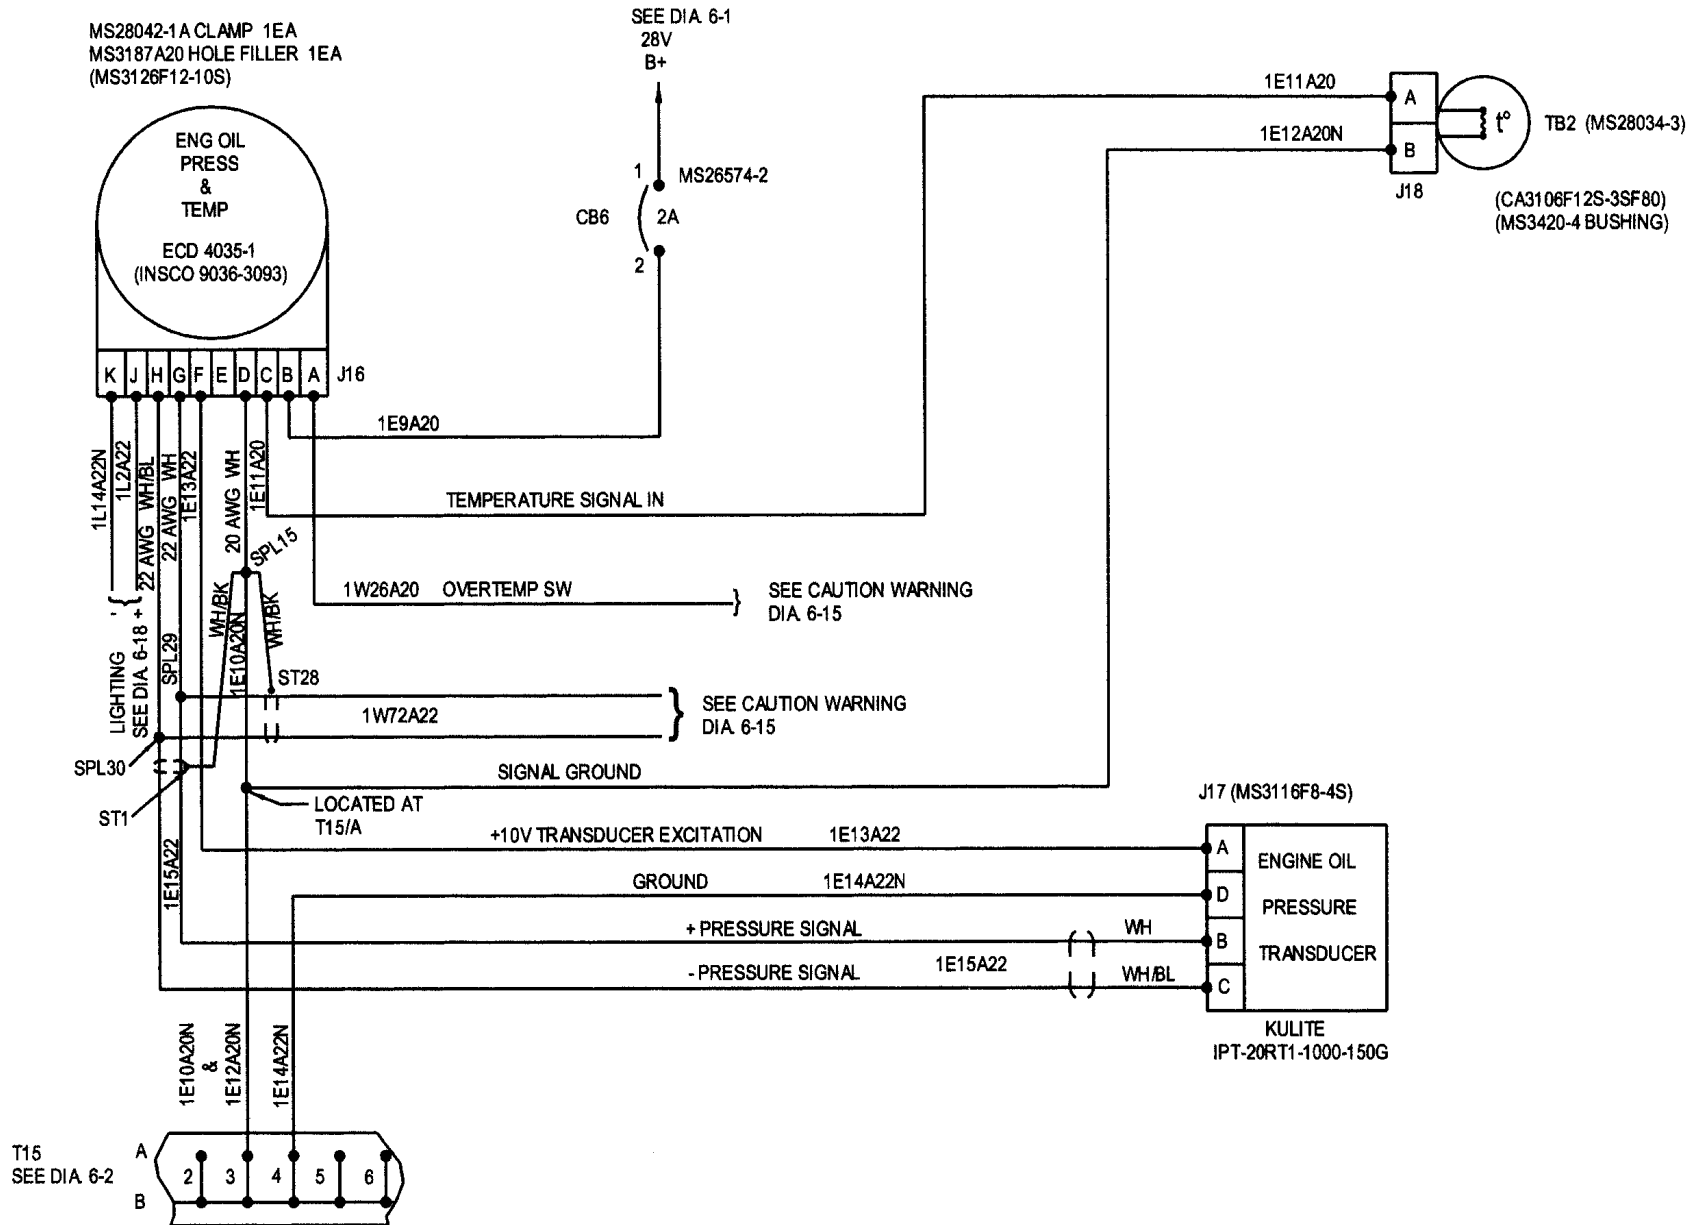 MS28042-1A CLAMP 1EA
MS3187A20 HOLE FILLER 1EA
(MS3126F12-10S)
ENG OIL
PRESS
&
TEMP
ECD 4035-1
(INSCO 9036-3093)
K J H G F E D C B A J16
SEE DIA. 6-1
28V
B+
1 MS26574-2
CB6 2A
2
1E9A20
1E11A20
1E12A20N
A
B
J18
t°
TB2 (MS28034-3)
(CA3106F12S-3SF80)
(MS3420-4 BUSHING)
1L14A22N
1L2A22
22 AWG WH/BL
22 AWG WH
1E13A22
20 AWG WH
1E11A20
TEMPERATURE SIGNAL IN
SPL15
WH/BK
1E10A20N
WH/BK
1W26A20 OVERTEMP SW
SEE CAUTION WARNING
DIA. 6-15
- +
LIGHTING
SEE DIA. 6-18
SPL29
ST28
1W72A22
SEE CAUTION WARNING
DIA. 6-15
SPL30
ST1
SIGNAL GROUND
LOCATED AT
T15/A
J17 (MS3116F8-4S)
+10V TRANSDUCER EXCITATION 1E13A22
1E15A22
GROUND 1E14A22N
+ PRESSURE SIGNAL WH
1E15A22
- PRESSURE SIGNAL WH/BL
A
D
B
C
ENGINE OIL
PRESSURE
TRANSDUCER
KULITE
IPT-20RT1-1000-150G
1E10A20N
&
1E12A20N
1E14A22N
T15
SEE DIA. 6-2
A
B
2 3 4 5 6